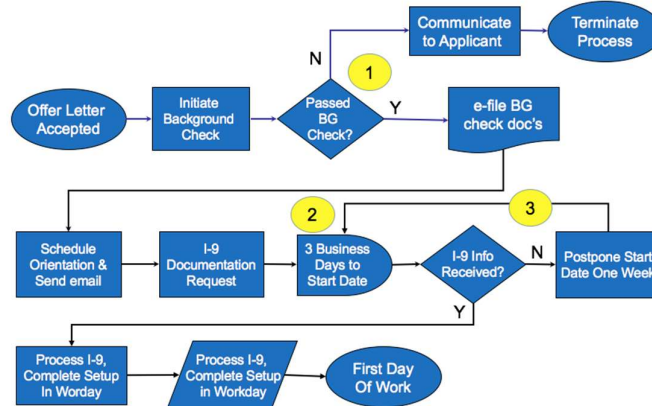 Communicate
to Applicant
Terminate
Process
N
1
Offer Letter
Accepted
Initiate
Background
Check
Passed
BG
Check?
Y
e-file BG
check doc's
2
3
Schedule
Orientation &
Send email
I-9
Documentation
Request
3 Business
Days to
Start Date
I-9 Info
Received?
N
Postpone Start
Date One Week
Y
Process I-9,
Complete Setup
In Worday
Process I-9,
Complete Setup
in Workday
First Day
Of Work